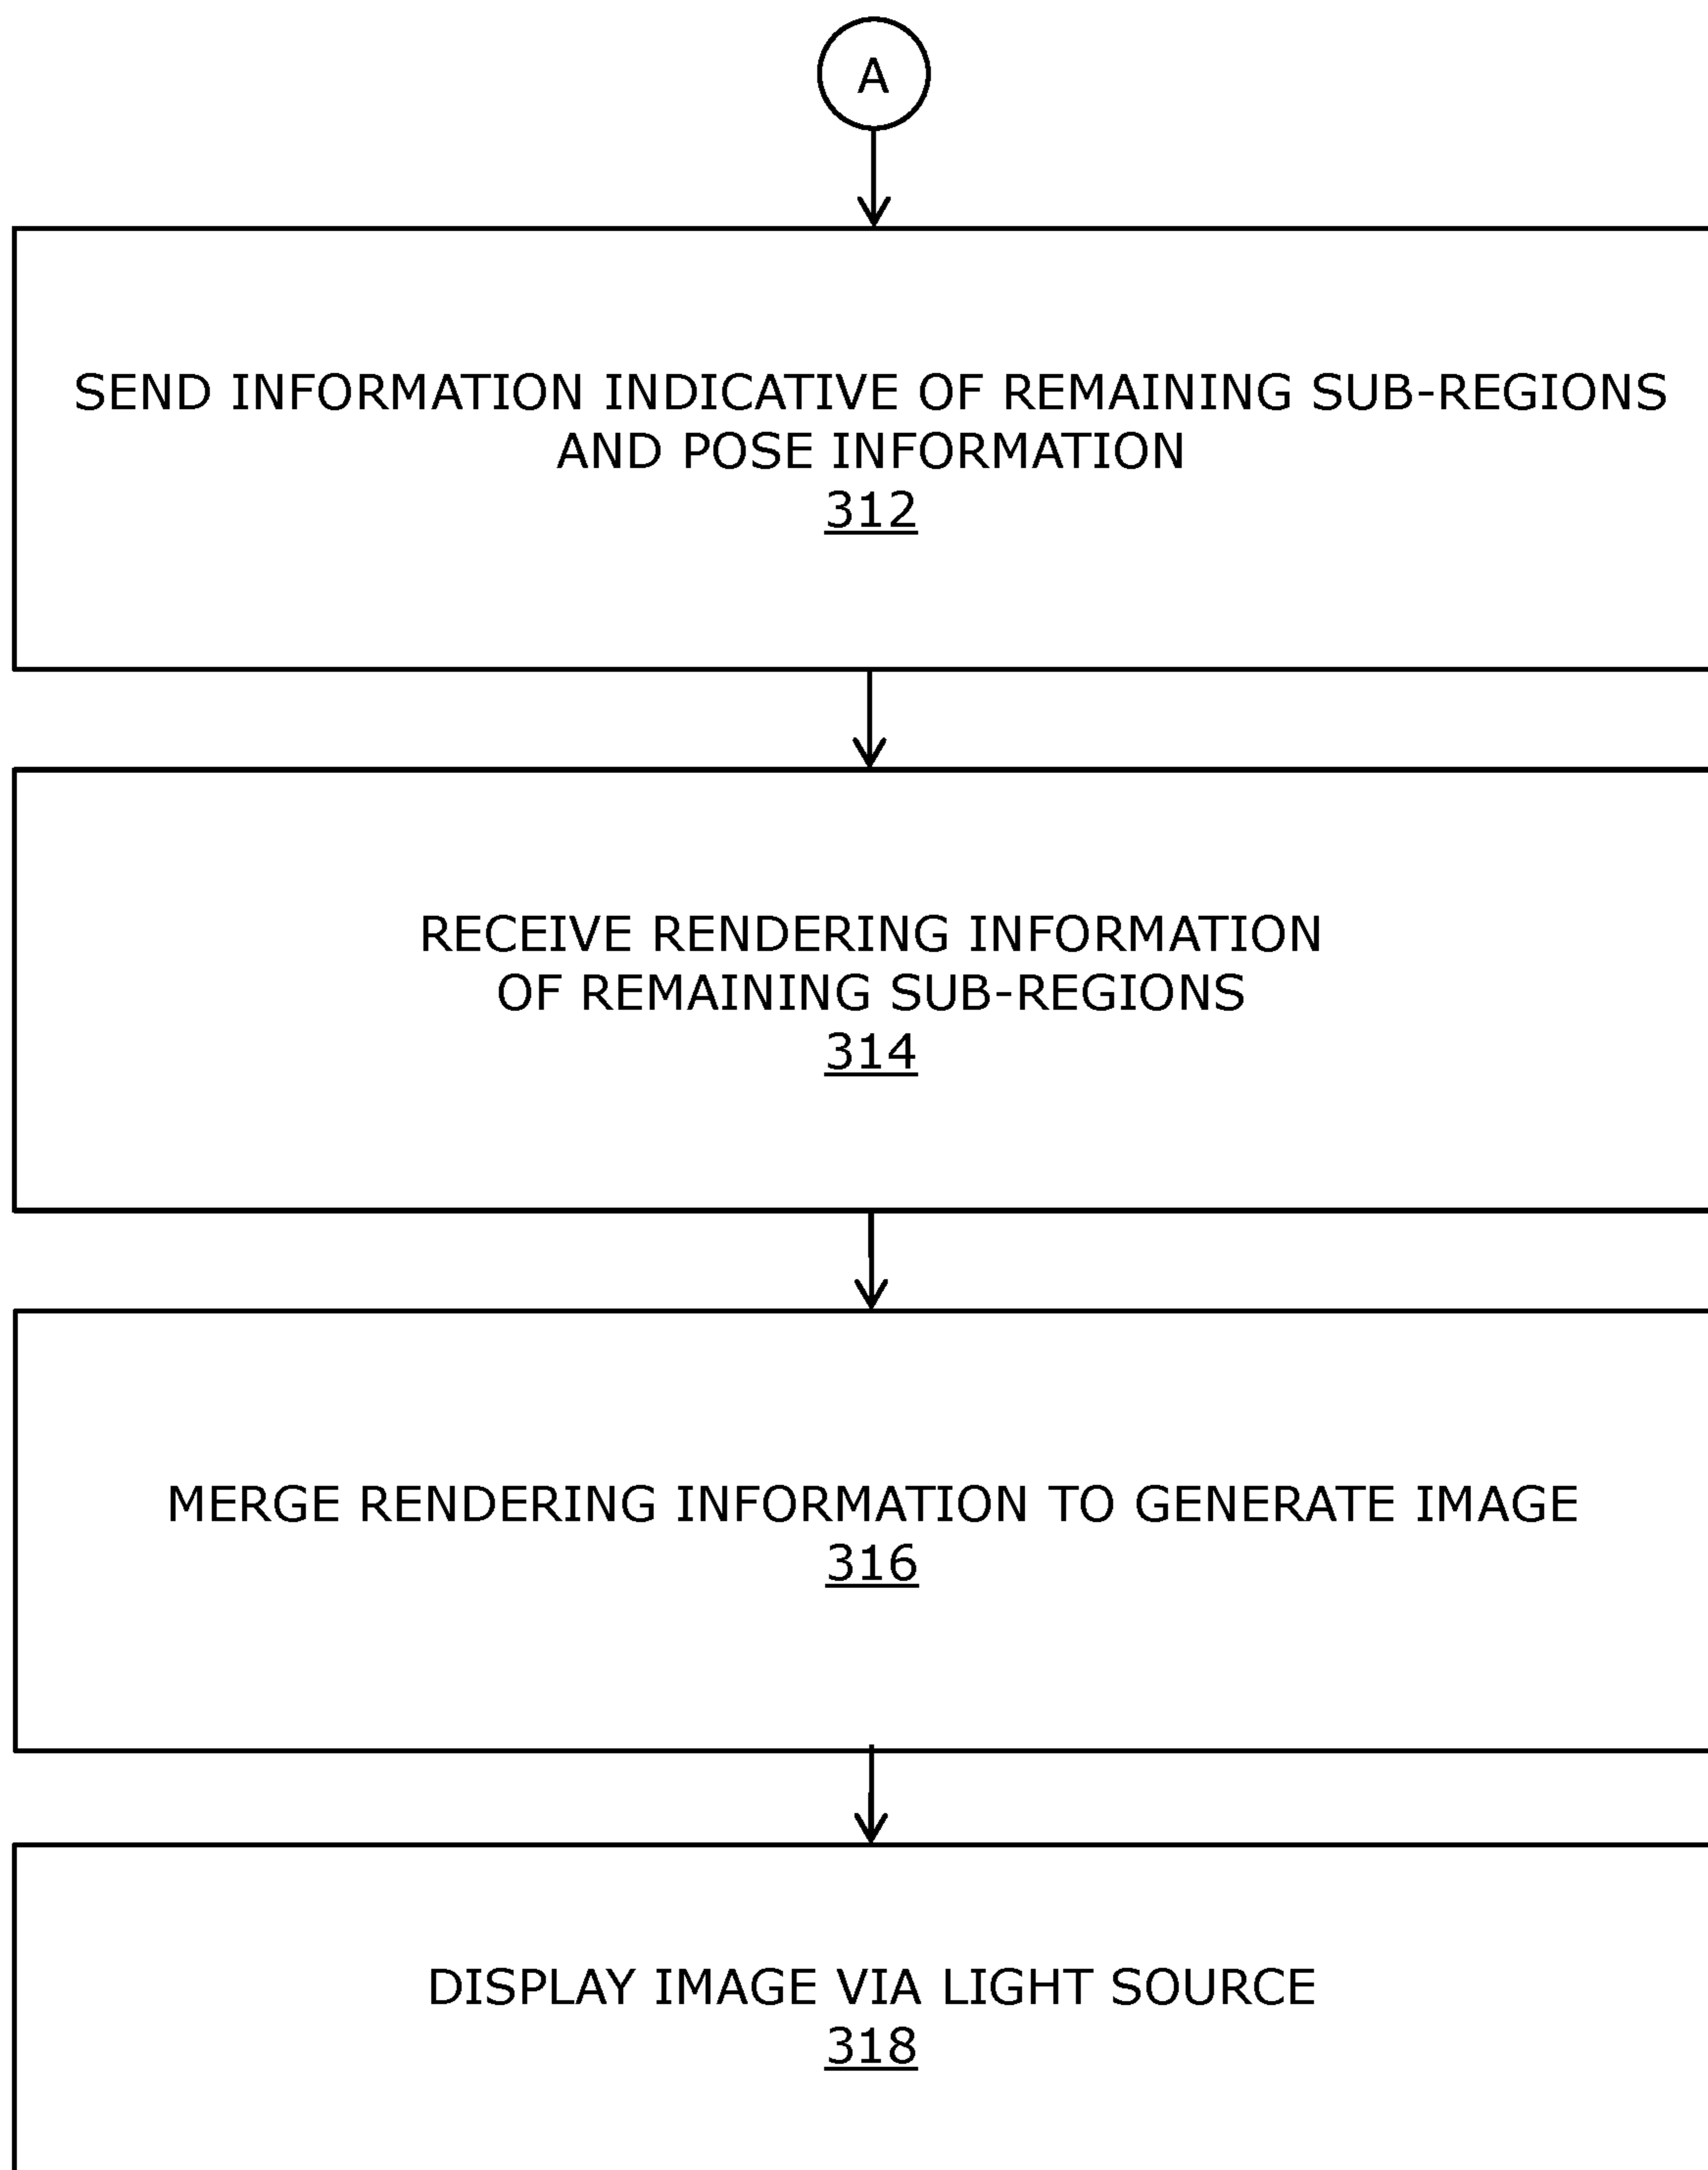 A
SEND INFORMATION INDICATIVE OF REMAINING SUB-REGIONS
AND POSE INFORMATION
312
RECEIVE RENDERING INFORMATION
OF REMAINING SUB-REGIONS
314
MERGE RENDERING INFORMATION TO GENERATE IMAGE
316
DISPLAY IMAGE VIA LIGHT SOURCE
318